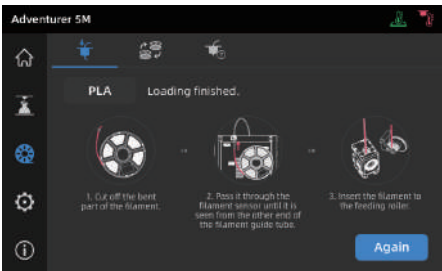 Adventurer 5M
PLA
Loading finished.
1. Cut off the bent
part of the filament.
2. Pass it through the
filament sensor until it is
seen from the other end of
the filament guide tube.
3. Insert the filament to
the feeding roller.
Again